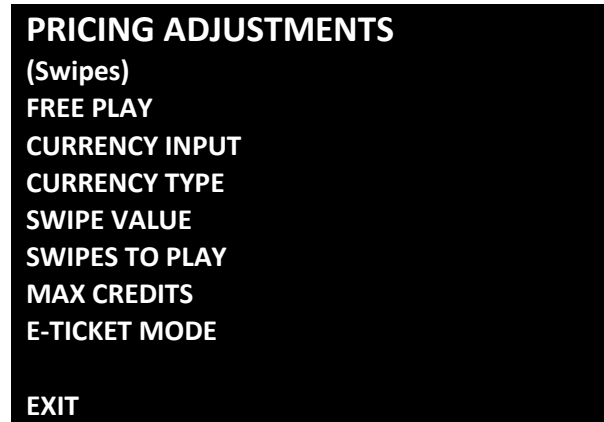 PRICING ADJUSTMENTS
(Swipes)
FREE PLAY
CURRENCY INPUT
CURRENCY TYPE
SWIPE VALUE
SWIPES TO PLAY
MAX CREDITS
E-TICKET MODE
EXIT